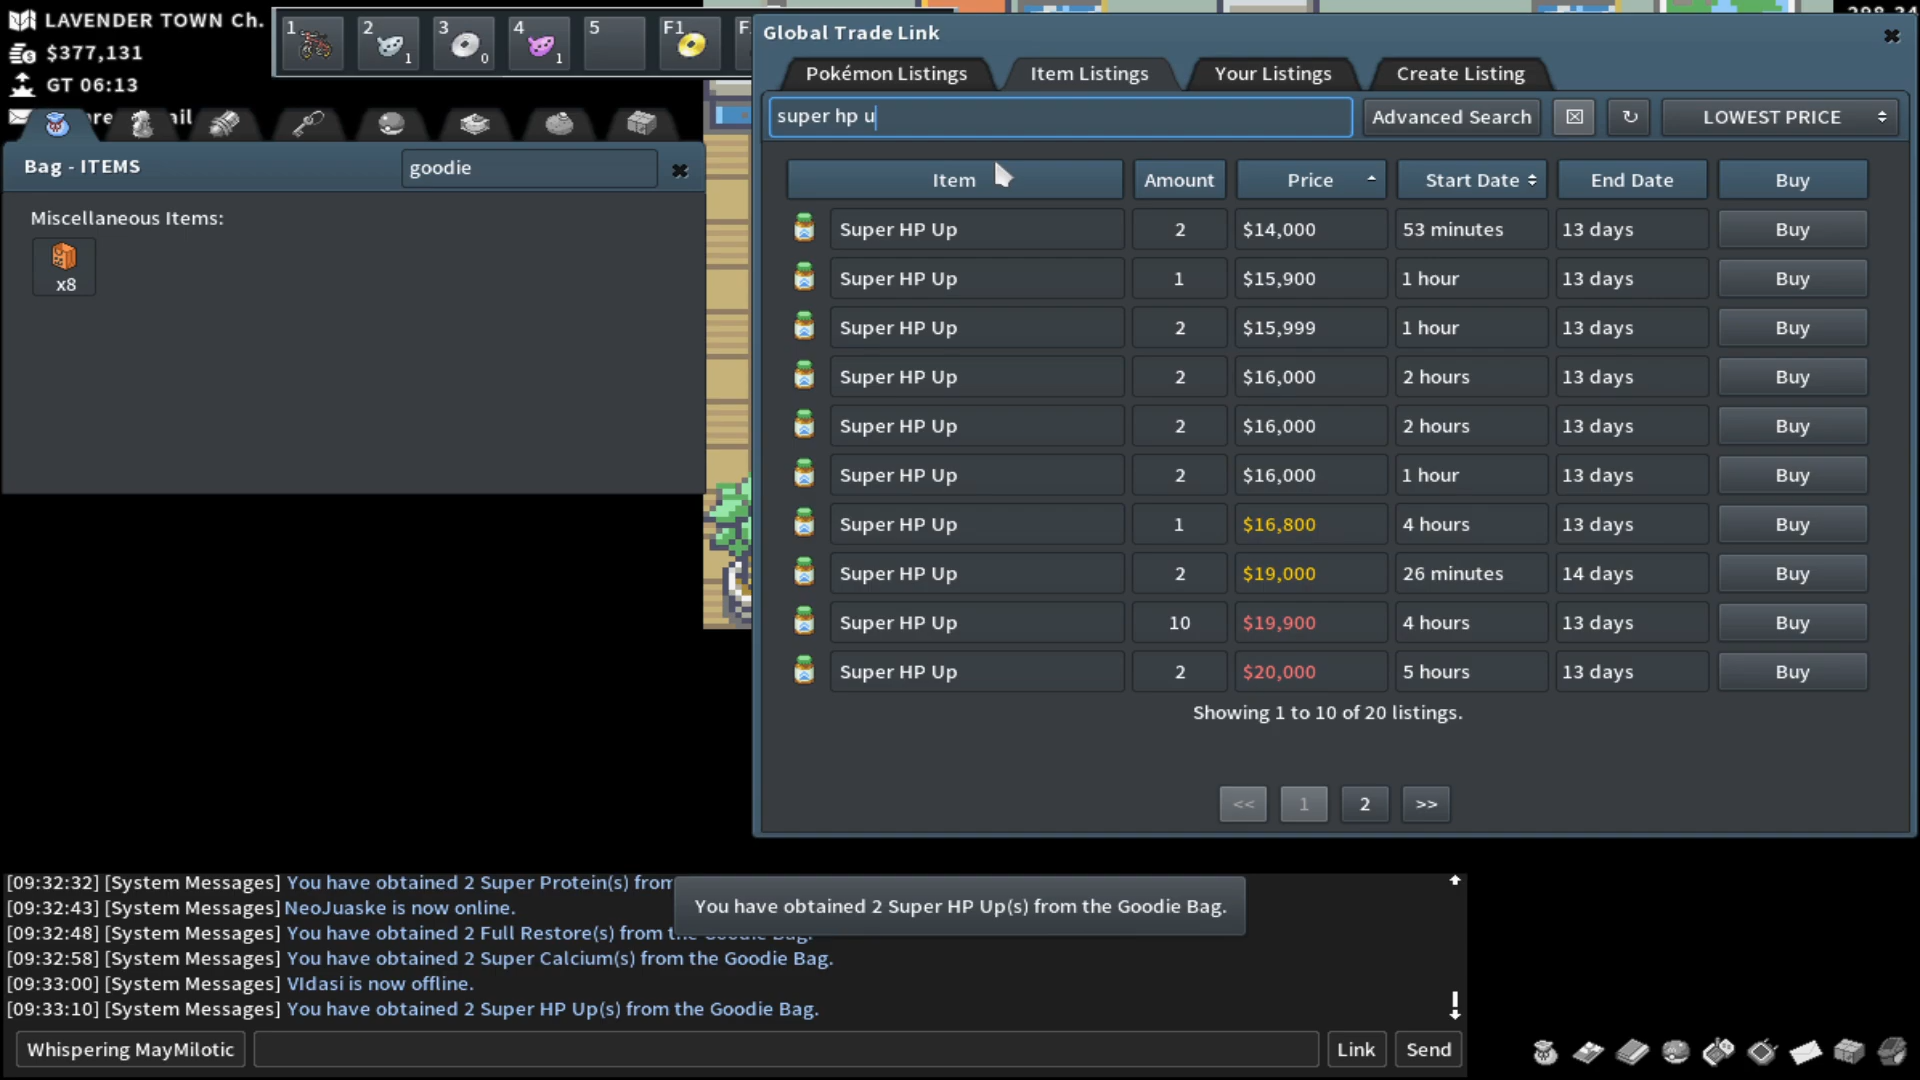 LAVENDER TOWN Ch.
$377,131
GT 06:13
1 2 3 4 5 F1 F
1 0 1
Bag - ITEMS goodie
Miscellaneous Items:
x8
Global Trade Link
Pokémon Listings Item Listings Your Listings Create Listing
super hp u Advanced Search LOWEST PRICE
Item Amount Price Start Date End Date Buy
Super HP Up 2 $14,000 53 minutes 13 days Buy
Super HP Up 1 $15,900 1 hour 13 days Buy
Super HP Up 2 $15,999 1 hour 13 days Buy
Super HP Up 2 $16,000 2 hours 13 days Buy
Super HP Up 2 $16,000 2 hours 13 days Buy
Super HP Up 2 $16,000 1 hour 13 days Buy
Super HP Up 1 $16,800 4 hours 13 days Buy
Super HP Up 2 $19,000 26 minutes 14 days Buy
Super HP Up 10 $19,900 4 hours 13 days Buy
Super HP Up 2 $20,000 5 hours 13 days Buy
Showing 1 to 10 of 20 listings.
<< 1 2 >>
[09:32:32] [System Messages] You have obtained 2 Super Protein(s) from
[09:32:43] [System Messages] NeoJuaske is now online.
You have obtained 2 Super HP Up(s) from the Goodie Bag.
[09:32:48] [System Messages] You have obtained 2 Full Restore(s) from the Goodie Bag.
[09:32:58] [System Messages] You have obtained 2 Super Calcium(s) from the Goodie Bag.
[09:33:00] [System Messages] VIdasi is now offline.
[09:33:10] [System Messages] You have obtained 2 Super HP Up(s) from the Goodie Bag.
Whispering MayMilotic Link Send